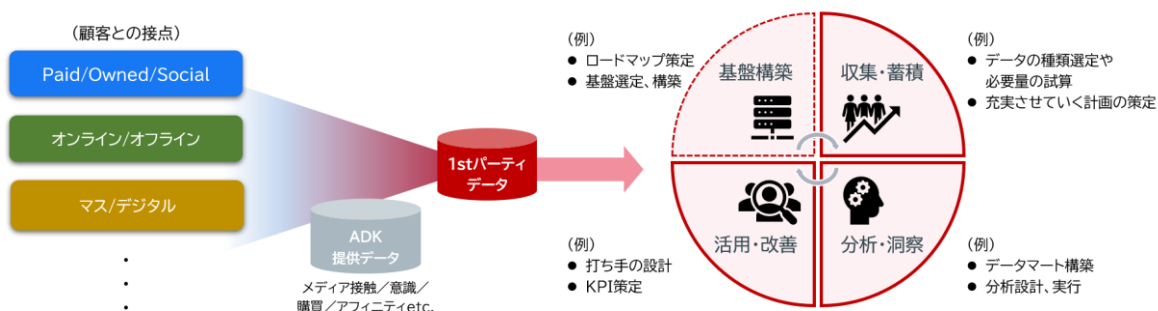 (顧客との接点)
Paid/Owned/Social
オンライン/オフライン
マス/デジタル
・
・
・
ADK
提供データ
メディア接触／意識／
購買／アフィニティetc.
1stパーティ
データ
(例)
● ロードマップ策定
● 基盤選定、構築
基盤構築
収集・蓄積
(例)
● データの種類選定や
必要量の試算
● 充実させていく計画の策定
(例)
● 打ち手の設計
● KPI策定
活用・改善
分析・洞察
(例)
● データマート構築
● 分析設計、実行